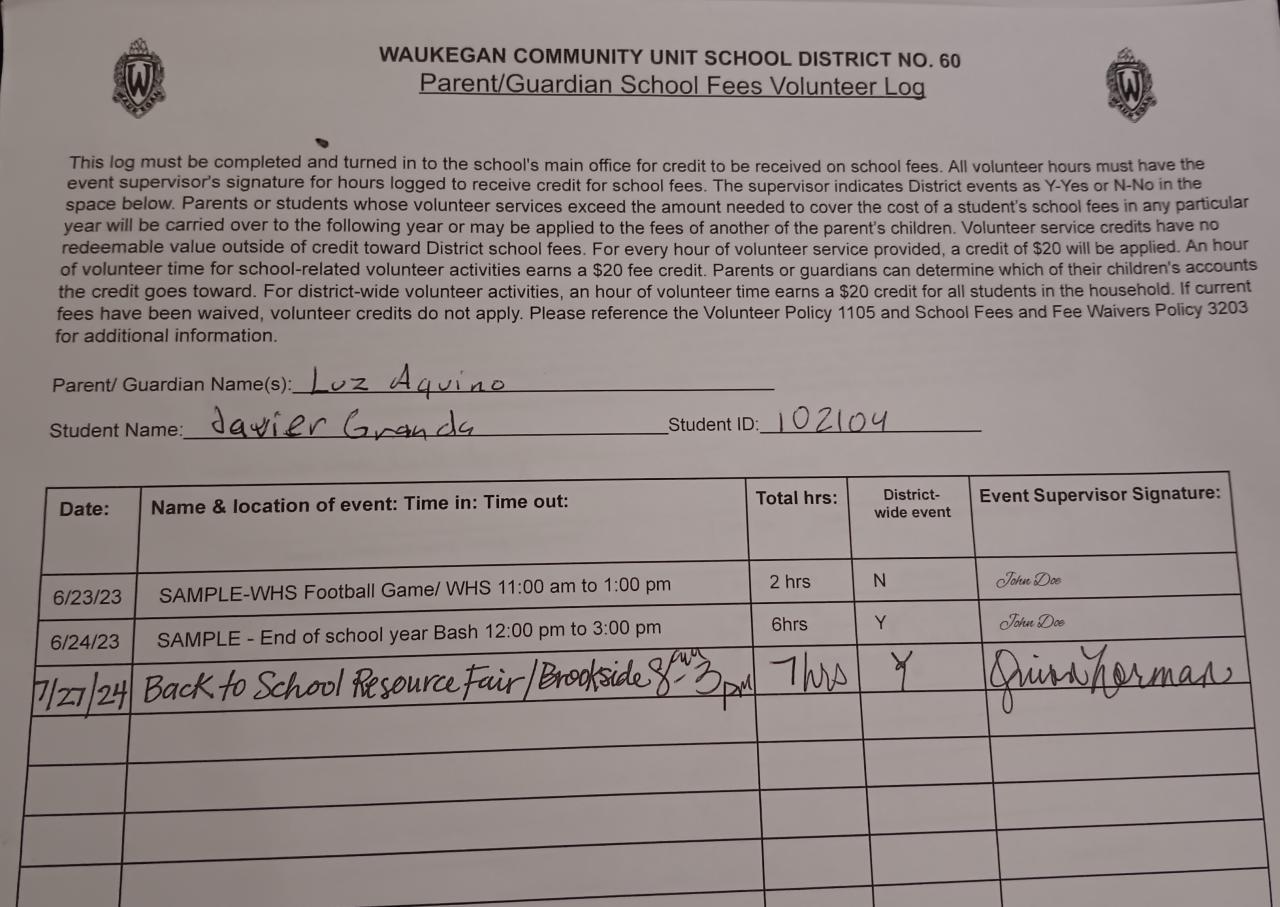 WAUKEGAN COMMUNITY UNIT SCHOOL DISTRICT NO. 60
Parent/Guardian School Fees Volunteer Log
W
WAUKEGAN
W
WAUKEGAN
This log must be completed and turned in to the school's main office for credit to be received on school fees. All volunteer hours must have the
event supervisor's signature for hours logged to receive credit for school fees. The supervisor indicates District events as Y-Yes or N-No in the
space below. Parents or students whose volunteer services exceed the amount needed to cover the cost of a student's school fees in any particular
year will be carried over to the following year or may be applied to the fees of another of the parent's children. Volunteer service credits have no
redeemable value outside of credit toward District school fees. For every hour of volunteer service provided, a credit of $20 will be applied. An hour
of volunteer time for school-related volunteer activities earns a $20 fee credit. Parents or guardians can determine which of their children's accounts
the credit goes toward. For district-wide volunteer activities, an hour of volunteer time earns a $20 credit for all students in the household. If current
fees have been waived, volunteer credits do not apply. Please reference the Volunteer Policy 1105 and School Fees and Fee Waivers Policy 3203
for additional information.
Parent/ Guardian Name(s): Luz Aquino
Student Name: Javier Granda Student ID: 102104
Date: Name & location of event: Time in: Time out: Total hrs: District-
wide event Event Supervisor Signature:
6/23/23 SAMPLE-WHS Football Game/ WHS 11:00 am to 1:00 pm 2 hrs N John Doe
6/24/23 SAMPLE - End of school year Bash 12:00 pm to 3:00 pm 6hrs Y John Doe
7/27/24 Back to School Resource Fair/Brookside 8am-3pm 7hrs Y Quinn Norman